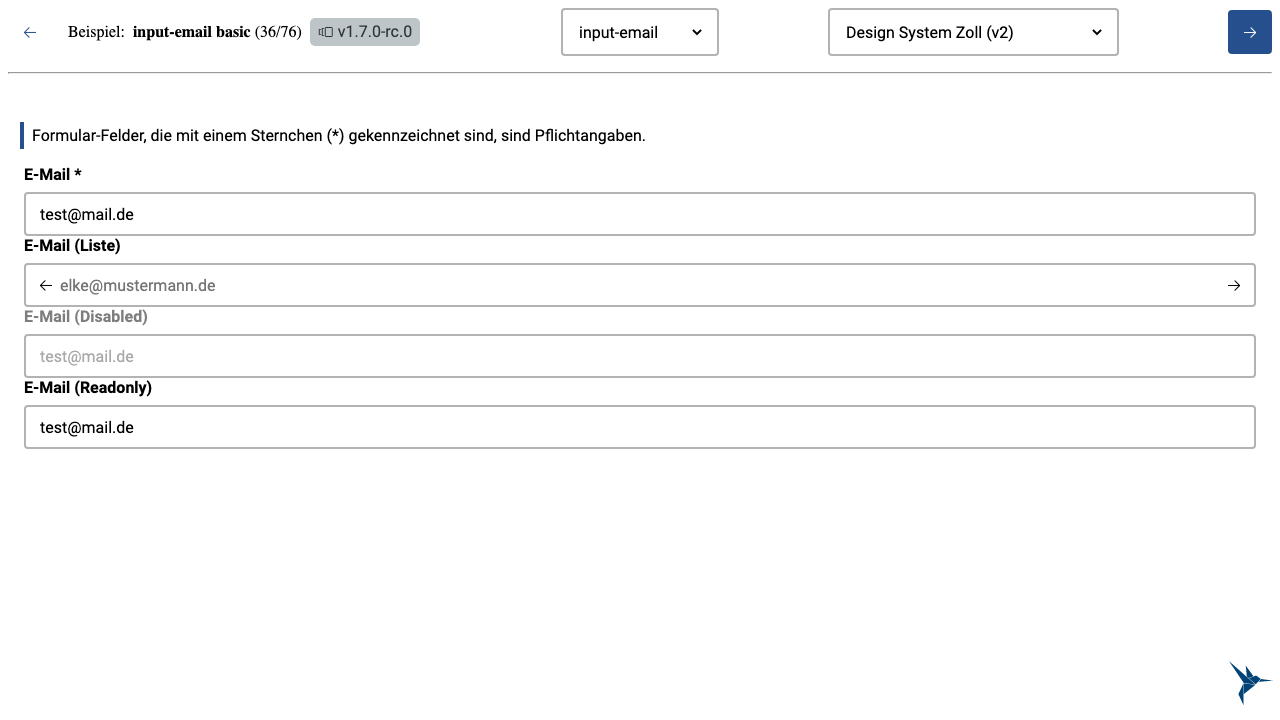 Beispiel: input-email basic (36/76) v1.7.0-rc.0 input-email Design System Zoll (v2)
Formular-Felder, die mit einem Sternchen (*) gekennzeichnet sind, sind Pflichtangaben.
E-Mail *
test@mail.de
E-Mail (Liste)
elke@mustermann.de
E-Mail (Disabled)
test@mail.de
E-Mail (Readonly)
test@mail.de